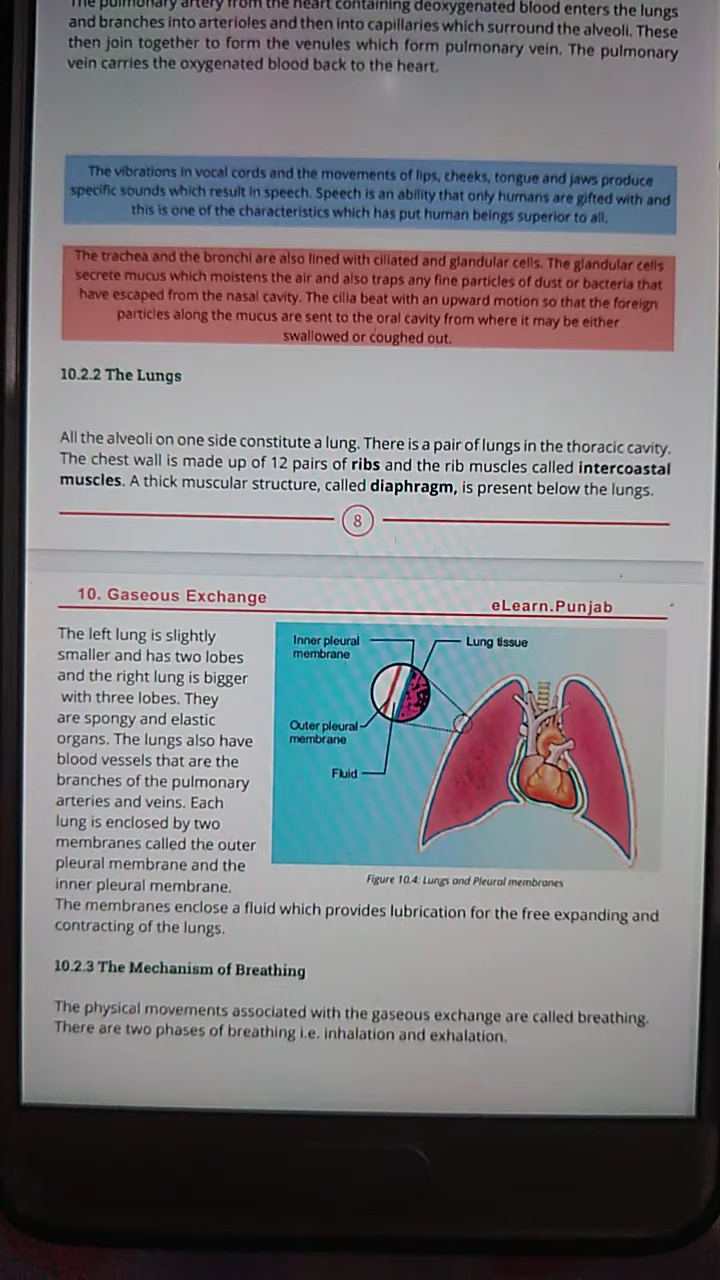 The pulmonary artery from the heart containing deoxygenated blood enters the lungs
and branches into arterioles and then into capillaries which surround the alveoli. These
then join together to form the venules which form pulmonary vein. The pulmonary
vein carries the oxygenated blood back to the heart.
The vibrations in vocal cords and the movements of lips, cheeks, tongue and jaws produce
specific sounds which result in speech. Speech is an ability that only humans are gifted with and
this is one of the characteristics which has put human beings superior to all.
The trachea and the bronchi are also lined with ciliated and glandular cells. The glandular cells
secrete mucus which moistens the air and also traps any fine particles of dust or bacteria that
have escaped from the nasal cavity. The cilia beat with an upward motion so that the foreign
particles along the mucus are sent to the oral cavity from where it may be either
swallowed or coughed out.
10.2.2 The Lungs
All the alveoli on one side constitute a lung. There is a pair of lungs in the thoracic cavity.
The chest wall is made up of 12 pairs of ribs and the rib muscles called intercoastal
muscles. A thick muscular structure, called diaphragm, is present below the lungs.
8
10. Gaseous Exchange
eLearn.Punjab
The left lung is slightly
smaller and has two lobes
and the right lung is bigger
with three lobes. They
are spongy and elastic
organs. The lungs also have
blood vessels that are the
branches of the pulmonary
arteries and veins. Each
lung is enclosed by two
membranes called the outer
pleural membrane and the
inner pleural membrane.
Inner pleural
membrane
Lung tissue
Outer pleural
membrane
Fluid
Figure 10.4: Lungs and Pleural membranes
The membranes enclose a fluid which provides lubrication for the free expanding and
contracting of the lungs.
10.2.3 The Mechanism of Breathing
The physical movements associated with the gaseous exchange are called breathing.
There are two phases of breathing i.e. inhalation and exhalation.